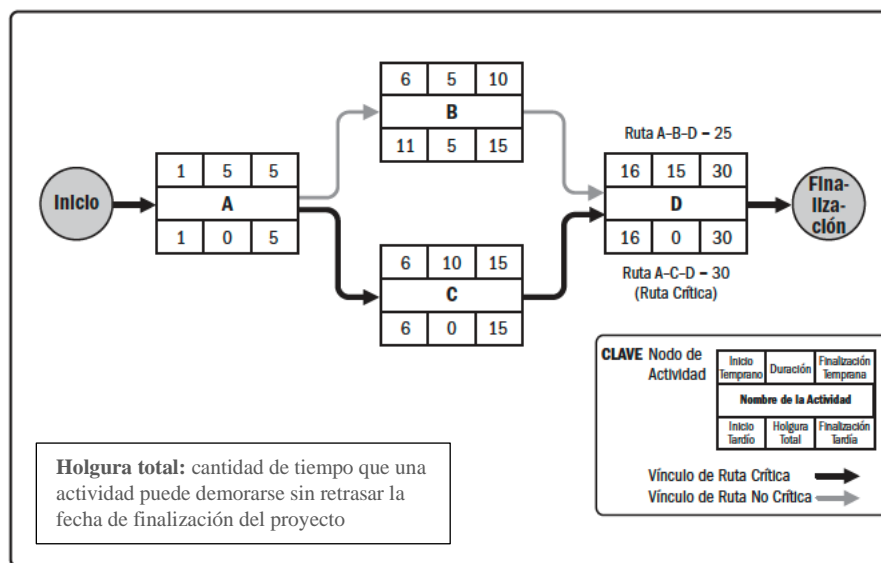 Inicio
1 5 5
A
1 0 5
6 5 10
B
11 5 15
6 10 15
C
6 0 15
Ruta A-B-D – 25
16 15 30
D
16 0 30
Ruta A-C-D – 30
(Ruta Crítica)
Fina-
liza-
ción
CLAVE Nodo de
Actividad
Inicio
Temprano
Duración
Finalización
Temprana
Nombre de la Actividad
Inicio
Tardío
Holgura
Total
Finalización
Tardía
Vínculo de Ruta Crítica
Vínculo de Ruta No Crítica
Holgura total: cantidad de tiempo que una
actividad puede demorarse sin retrasar la
fecha de finalización del proyecto